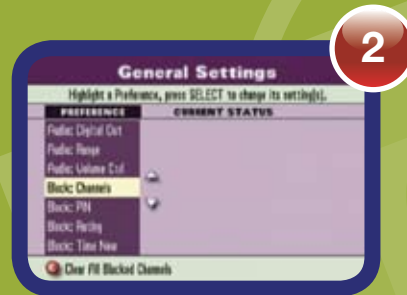 2
General Settings
Highlight a Preference, press SELECT to change its setting(s).
PREFERENCE CURRENT STATUS
Audio: Digital Out
Audio: Range
Audio: Volume Ctrl
Block: Channels
Block: PIN
Block: Rating
Block: Time Now
Clear All Blocked Channels